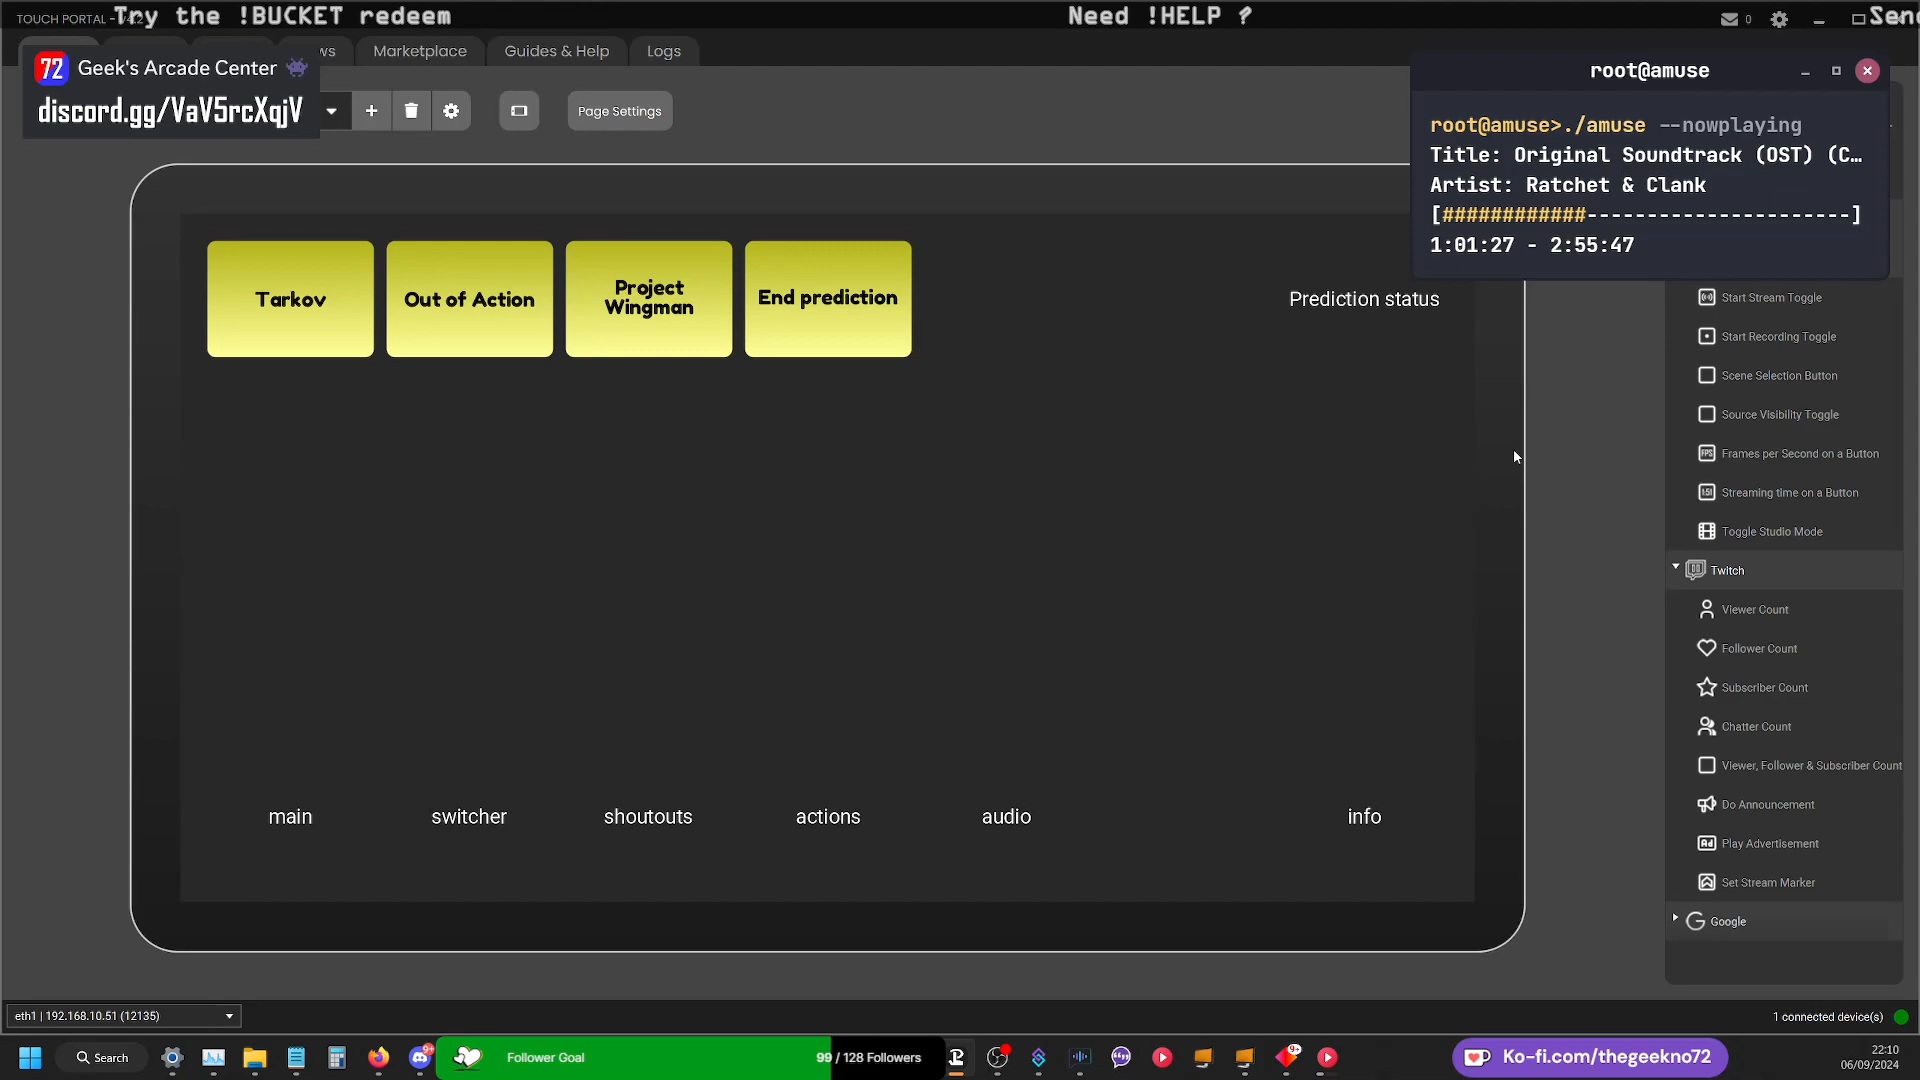 TOUCH PORTAL -
Try the !BUCKET redeem
Need !HELP ?
Send
0
ws
Marketplace
Guides & Help
Logs
72
Geek's Arcade Center
discord.gg/VaV5rcXqjV
Page Settings
root@amuse
root@amuse>./amuse --nowplaying
Title: Original Soundtrack (OST) (C…
Artist: Ratchet & Clank
[############----------------------]
1:01:27 - 2:55:47
Tarkov
Out of Action
Project
Wingman
End prediction
Prediction status
Start Stream Toggle
Start Recording Toggle
Scene Selection Button
Source Visibility Toggle
FPS
Frames per Second on a Button
Streaming time on a Button
Toggle Studio Mode
Twitch
Viewer Count
Follower Count
Subscriber Count
Chatter Count
Viewer, Follower & Subscriber Count
Do Announcement
Ad
Play Advertisement
Set Stream Marker
Google
main
switcher
shoutouts
actions
audio
info
eth1 | 192.168.10.51 (12135)
1 connected device(s)
Search
9+
Follower Goal
99 / 128 Followers
9+
Ko-fi.com/thegeekno72
22:10
06/09/2024